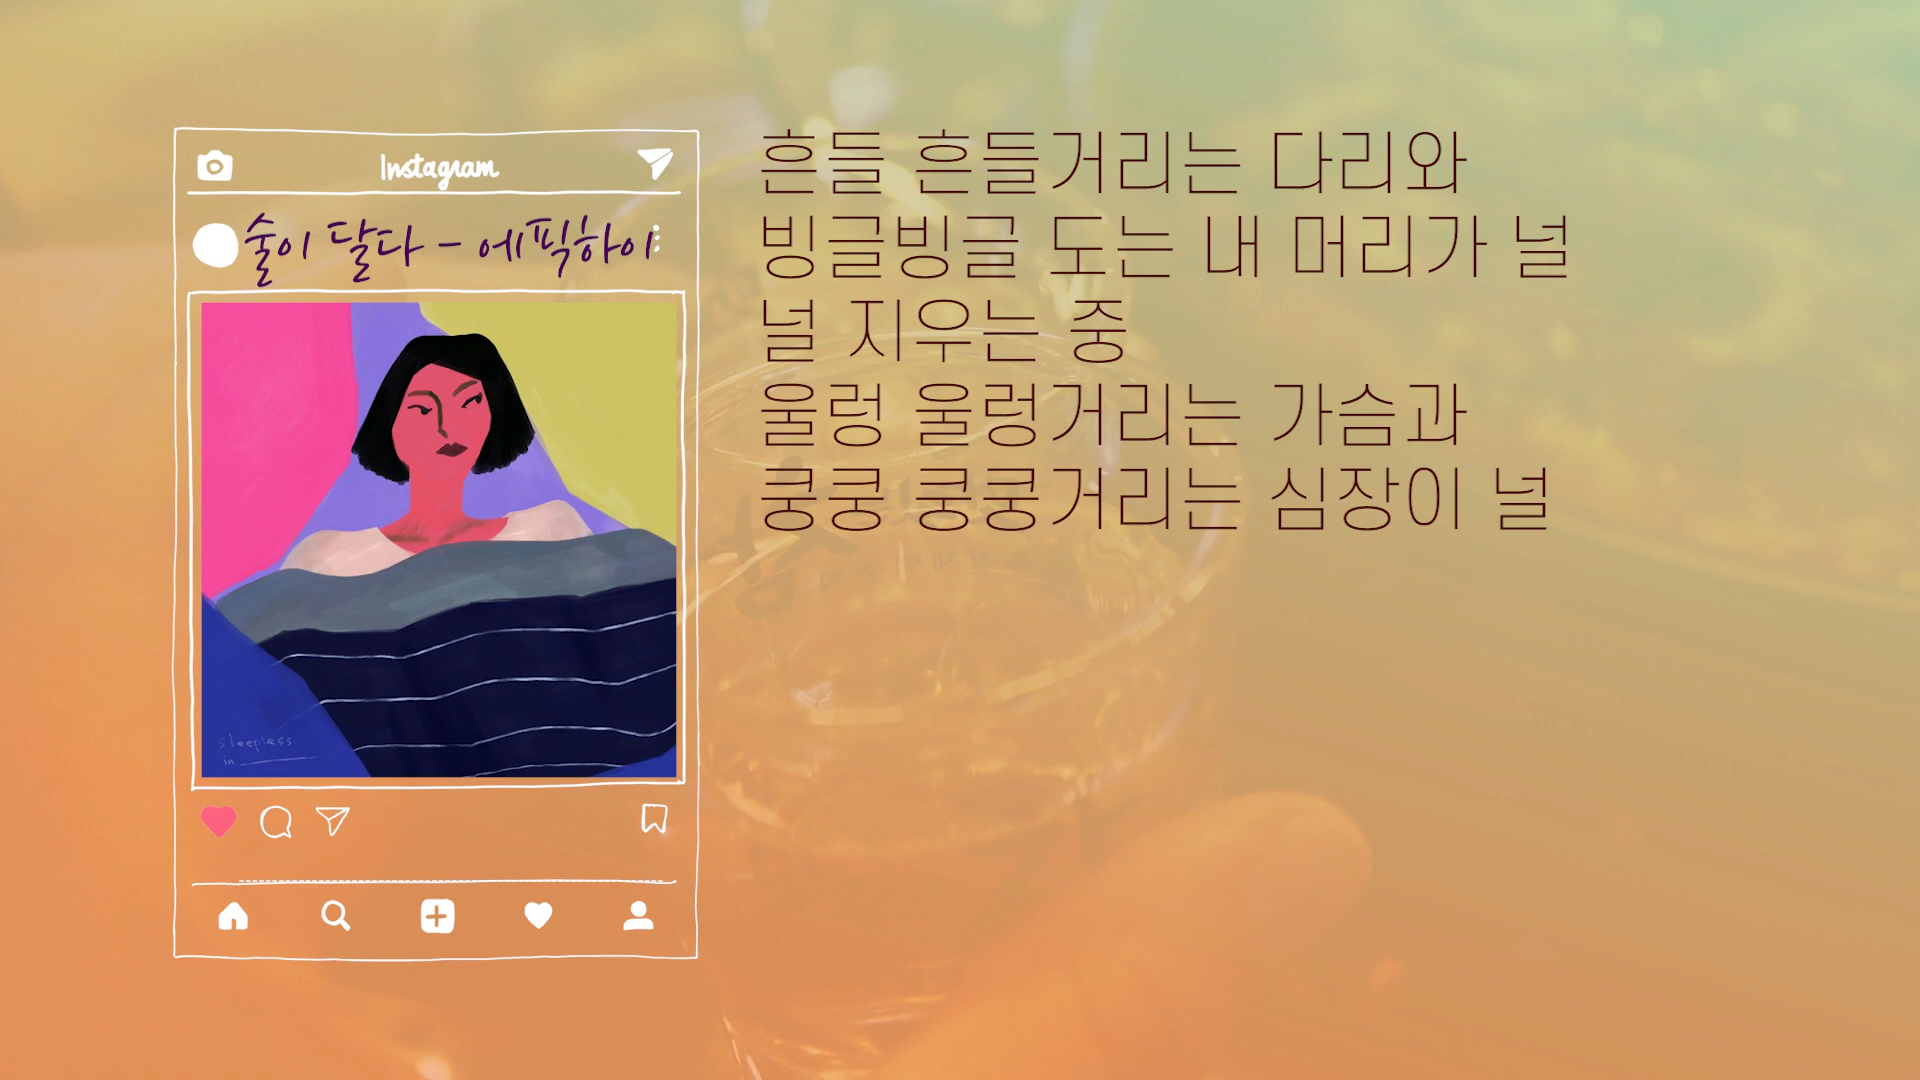 Instagram
술이 달다 - 에픽하이
sleepless
in
흔들 흔들거리는 다리와
빙글빙글 도는 내 머리가 널
널 지우는 중
울렁 울렁거리는 가슴과
쿵쿵 쿵쿵거리는 심장이 널